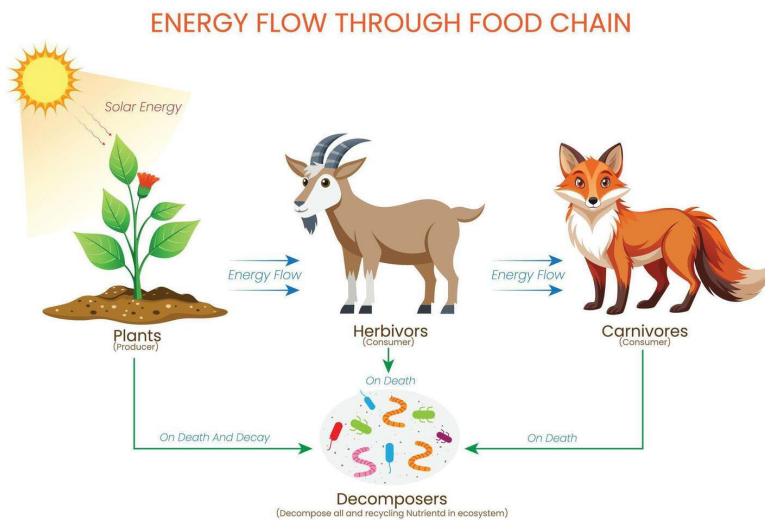 ENERGY FLOW THROUGH FOOD CHAIN
Solar Energy
Energy Flow
Energy Flow
Plants
(Producer)
Herbivors
(Consumer)
Carnivores
(Consumer)
On Death
On Death And Decay
On Death
Decomposers
(Decompose all and recycling Nutrientd in ecosystem)